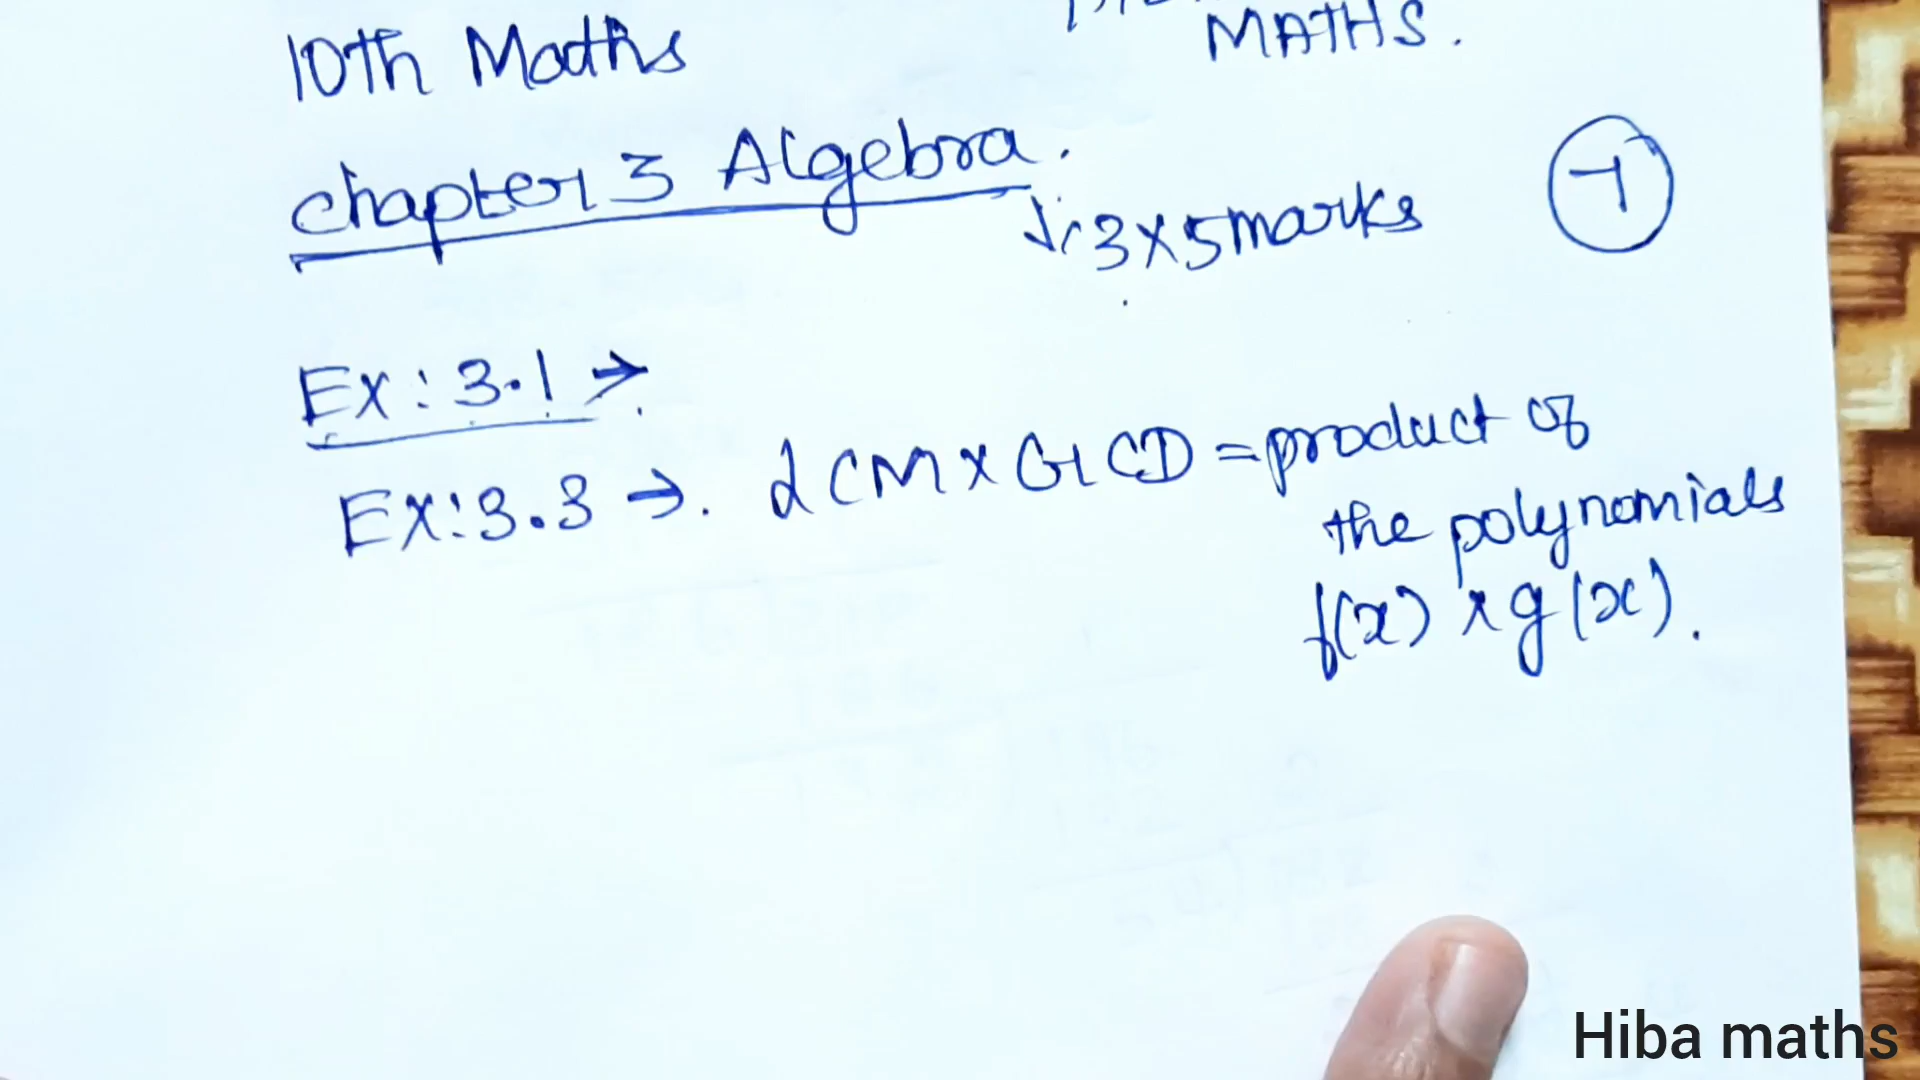 10th Maths
MATHS.
chapter 3 Algebra.
3x5marks
Ex: 3.1 →
Ex: 3.3 →. LCM x GCD = product of
the polynomials
f(x) x g(x).
Hiba maths